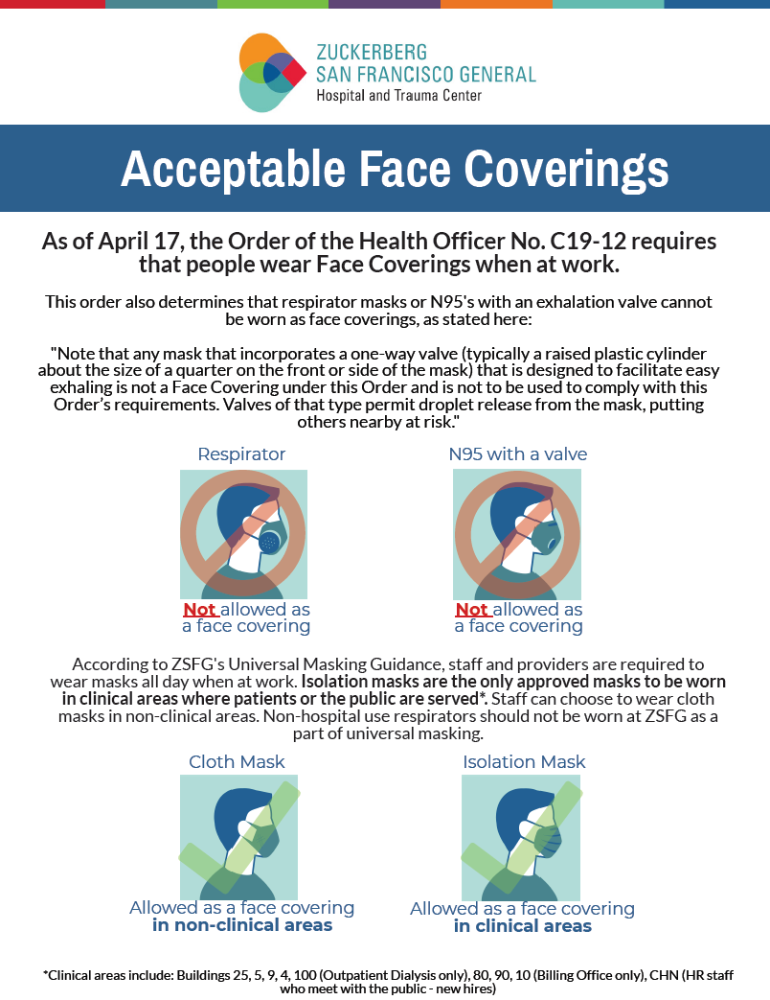 ZUCKERBERG
SAN FRANCISCO GENERAL
Hospital and Trauma Center
Acceptable Face Coverings
As of April 17, the Order of the Health Officer No. C19-12 requires
that people wear Face Coverings when at work.
This order also determines that respirator masks or N95's with an exhalation valve cannot
be worn as face coverings, as stated here:
"Note that any mask that incorporates a one-way valve (typically a raised plastic cylinder
about the size of a quarter on the front or side of the mask) that is designed to facilitate easy
exhaling is not a Face Covering under this Order and is not to be used to comply with this
Order’s requirements. Valves of that type permit droplet release from the mask, putting
others nearby at risk."
Respirator
Not allowed as
a face covering
N95 with a valve
Not allowed as
a face covering
According to ZSFG's Universal Masking Guidance, staff and providers are required to
wear masks all day when at work. Isolation masks are the only approved masks to be worn
in clinical areas where patients or the public are served*. Staff can choose to wear cloth
masks in non-clinical areas. Non-hospital use respirators should not be worn at ZSFG as a
part of universal masking.
Cloth Mask
Allowed as a face covering
in non-clinical areas
Isolation Mask
Allowed as a face covering
in clinical areas
*Clinical areas include: Buildings 25, 5, 9, 4, 100 (Outpatient Dialysis only), 80, 90, 10 (Billing Office only), CHN (HR staff
who meet with the public - new hires)